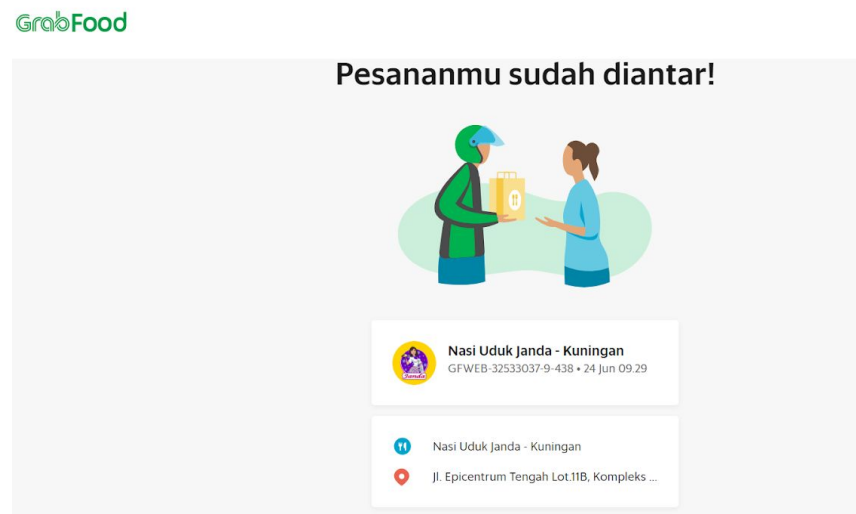 GrabFood
Pesananmu sudah diantar!
Janda
Nasi Uduk Janda - Kuningan
GFWEB-32533037-9-438 • 24 Jun 09.29
Nasi Uduk Janda - Kuningan
Jl. Epicentrum Tengah Lot.11B, Kompleks ...